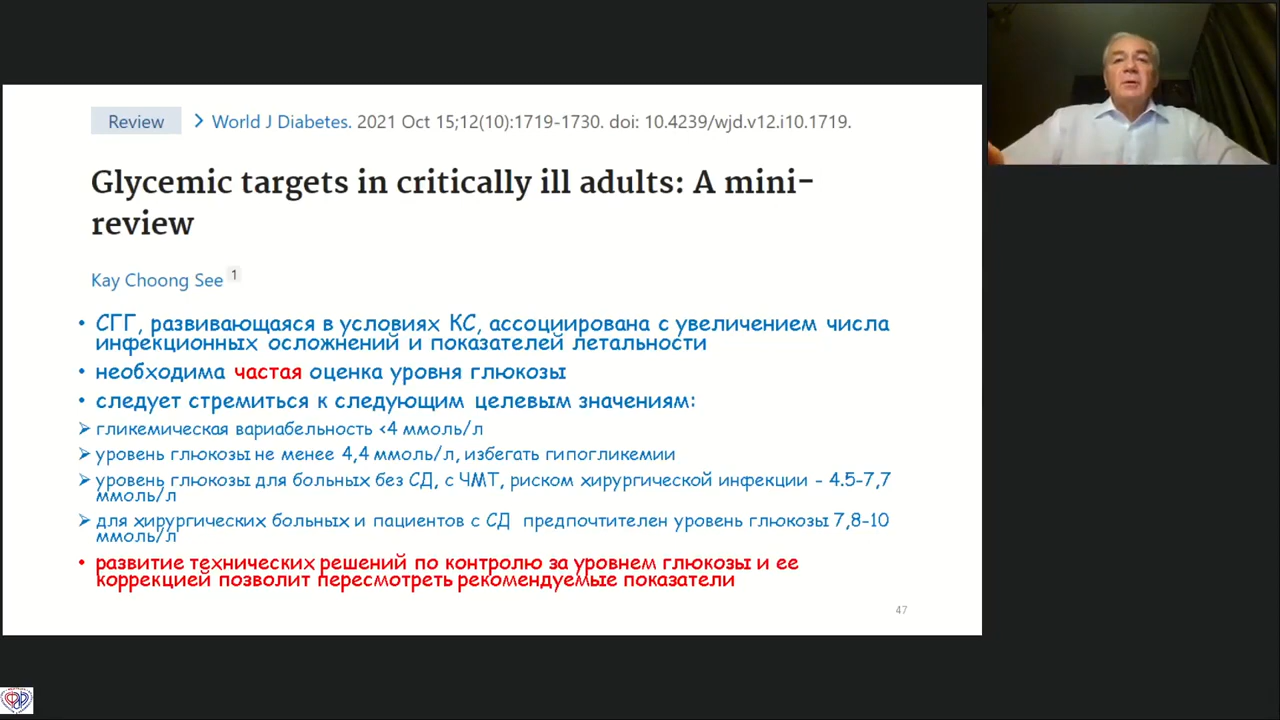 Review > World J Diabetes. 2021 Oct 15;12(10):1719-1730. doi: 10.4239/wjd.v12.i10.1719.
Glycemic targets in critically ill adults: A mini-
review
Kay Choong See 1
• СГГ, развивающаяся в условиях КС, ассоциирована с увеличением числа
инфекционных осложнений и показателей летальности
• необходима частая оценка уровня глюкозы
• следует стремиться к следующим целевым значениям:
➢ гликемическая вариабельность <4 ммоль/л
➢ уровень глюкозы не менее 4,4 ммоль/л, избегать гипогликемии
➢ уровень глюкозы для больных без СД, с ЧМТ, риском хирургической инфекции - 4.5-7,7
ммоль/л
➢ для хирургических больных и пациентов с СД предпочтителен уровень глюкозы 7,8-10
ммоль/л
• развитие технических решений по контролю за уровнем глюкозы и ее
коррекцией позволит пересмотреть рекомендуемые показатели
47